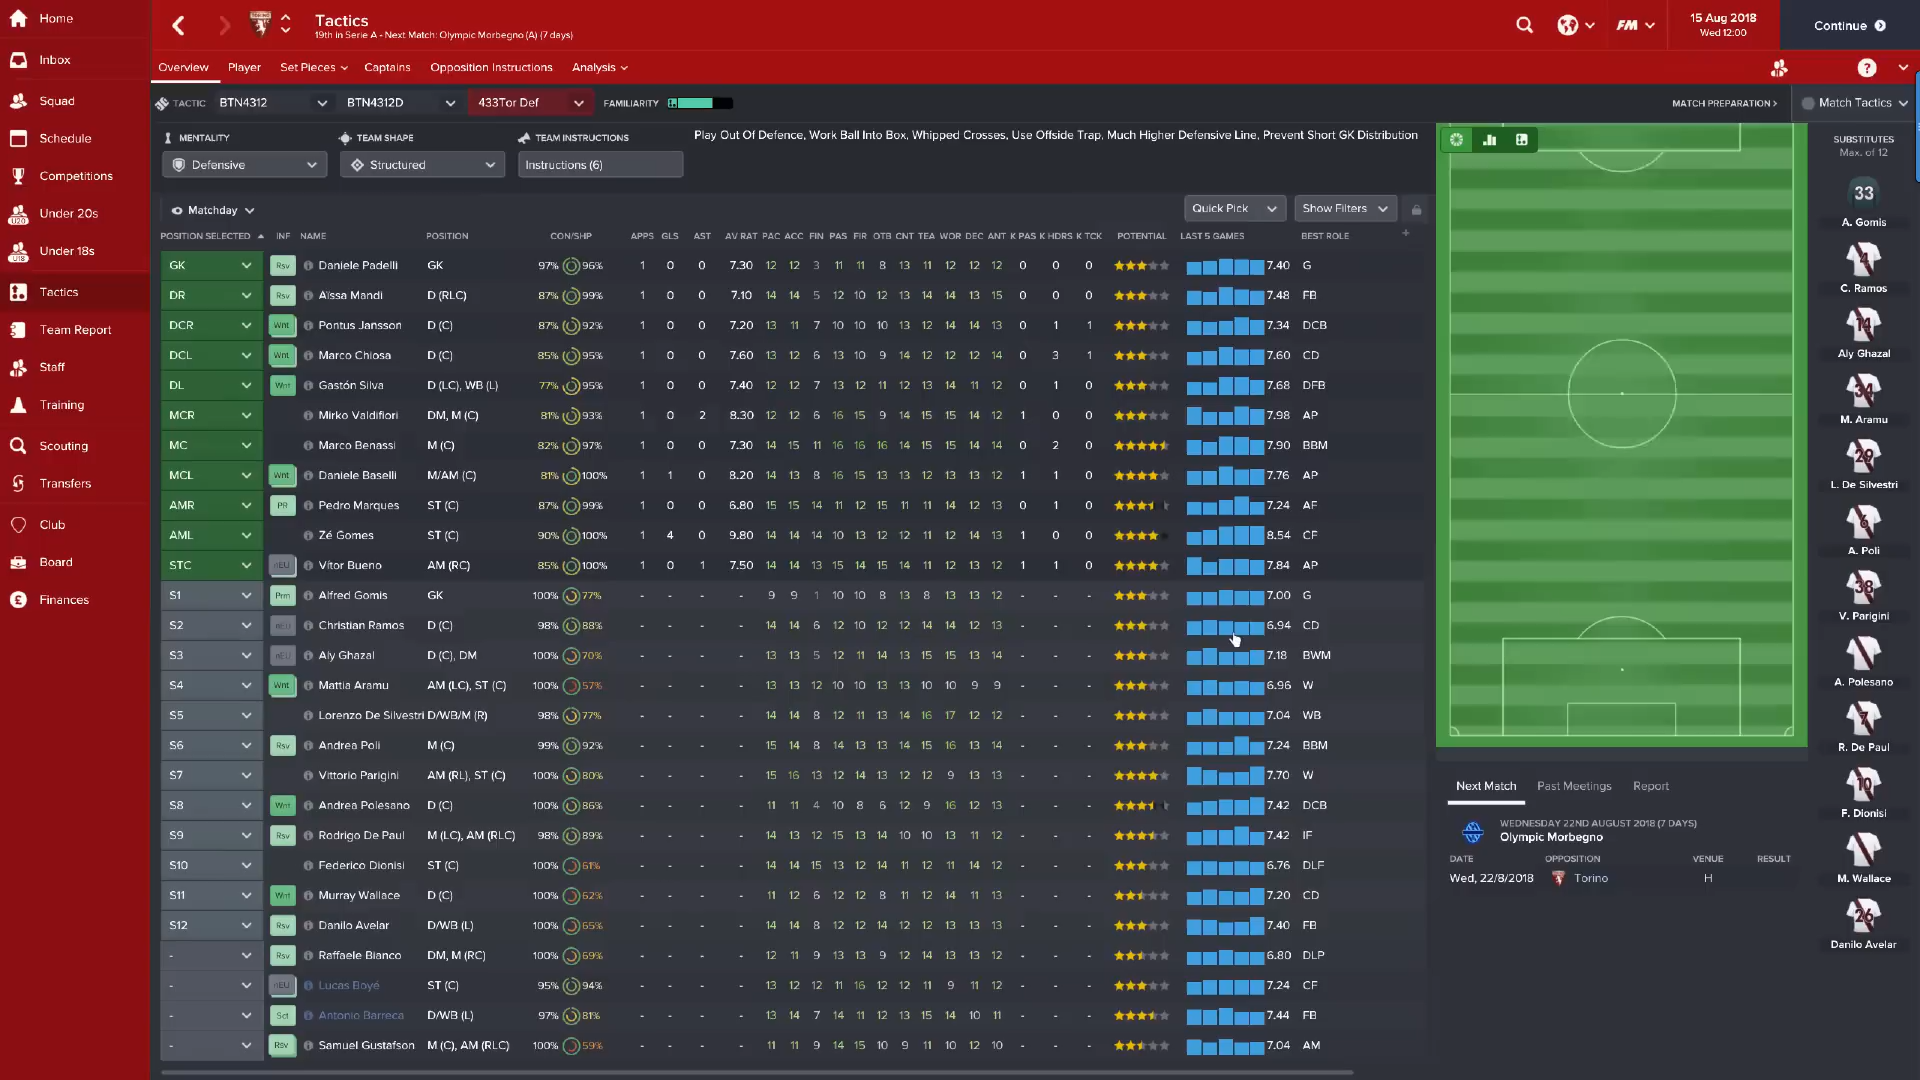 Home
Inbox
Squad
Schedule
Competitions
Under 20s
Under 18s
Tactics
Team Report
Staff
Training
Scouting
Transfers
Club
Board
Finances
Tactics
19th in Serie A - Next Match: Olympic Morbegno (A) (7 days)
FM
15 Aug 2018
Wed 12:00
Continue
Overview Player Set Pieces Captains Opposition Instructions Analysis
TACTIC BTN4312 BTN4312D 433Tor Def FAMILIARITY MATCH PREPARATION > Match Tactics
MENTALITY TEAM SHAPE TEAM INSTRUCTIONS
Play Out Of Defence, Work Ball Into Box, Whipped Crosses, Use Offside Trap, Much Higher Defensive Line, Prevent Short GK Distribution
Defensive Structured Instructions (6)
Matchday Quick Pick Show Filters
POSITION SELECTED INF NAME POSITION CON/SHP APPS GLS AST AV RAT PAC ACC FIN PAS FIR OTB CNT TEA WOR DEC ANT K PAS K HDRS K TCK POTENTIAL LAST 5 GAMES BEST ROLE
GK Rsv Daniele Padelli GK 97% 96% 1 0 0 7.30 12 12 3 11 11 8 13 11 12 12 12 0 0 0 7.40 G
DR Rsv Aïssa Mandi D (RLC) 87% 99% 1 0 0 7.10 14 14 5 12 10 12 13 14 14 13 15 0 0 0 7.48 FB
DCR Wnt Pontus Jansson D (C) 87% 92% 1 0 0 7.20 13 11 7 10 10 10 13 12 14 14 13 0 1 1 7.34 DCB
DCL Wnt Marco Chiosa D (C) 85% 95% 1 0 0 7.60 13 12 6 13 10 9 14 12 12 12 14 0 3 1 7.60 CD
DL Wnt Gastón Silva D (LC), WB (L) 77% 95% 1 0 0 7.40 12 12 7 13 12 11 12 13 14 11 12 0 1 0 7.68 DFB
MCR Mirko Valdifiori DM, M (C) 81% 93% 1 0 2 8.30 12 12 6 16 15 9 14 15 15 14 12 1 0 0 7.98 AP
MC Marco Benassi M (C) 82% 97% 1 0 0 7.30 14 15 11 16 16 16 14 15 15 14 14 0 2 0 7.90 BBM
MCL Wnt Daniele Baselli M/AM (C) 81% 100% 1 1 0 8.20 14 13 8 16 15 13 13 12 13 13 12 1 1 0 7.76 AP
AMR PR Pedro Marques ST (C) 87% 99% 1 0 0 6.80 15 15 14 11 12 15 11 11 14 12 12 0 1 0 7.24 AF
AML Zé Gomes ST (C) 90% 100% 1 4 0 9.80 14 14 14 10 13 12 12 11 12 14 13 1 0 0 8.54 CF
STC nEU Vítor Bueno AM (RC) 85% 100% 1 0 1 7.50 14 14 13 15 14 15 14 11 12 13 12 1 1 0 7.84 AP
S1 Prm Alfred Gomis GK 100% 77% - - - - 9 9 1 10 10 8 13 8 13 13 12 - - - 7.00 G
S2 nEU Christian Ramos D (C) 98% 88% - - - - 14 14 6 12 10 12 12 14 14 12 13 - - - 6.94 CD
S3 nEU Aly Ghazal D (C), DM 100% 70% - - - - 13 13 5 12 11 14 13 15 15 13 14 - - - 7.18 BWM
S4 Wnt Mattia Aramu AM (LC), ST (C) 100% 57% - - - - 13 13 12 10 10 13 13 10 10 9 9 - - - 6.96 W
S5 Lorenzo De Silvestri D/WB/M (R) 98% 77% - - - - 14 14 8 12 11 13 14 16 17 12 12 - - - 7.04 WB
S6 Rsv Andrea Poli M (C) 99% 92% - - - - 15 14 8 14 13 13 14 15 16 13 14 - - - 7.24 BBM
S7 Vittorio Parigini AM (RL), ST (C) 100% 80% - - - - 15 16 13 12 14 13 12 12 9 13 13 - - - 7.70 W
S8 Wnt Andrea Polesano D (C) 100% 86% - - - - 11 11 4 10 8 6 12 9 16 12 13 - - - 7.42 DCB
S9 Rsv Rodrigo De Paul M (LC), AM (RLC) 98% 89% - - - - 14 13 12 15 13 14 10 10 13 11 12 - - - 7.42 IF
S10 Federico Dionisi ST (C) 100% 61% - - - - 14 14 15 13 12 14 11 12 11 14 12 - - - 6.76 DLF
S11 Wnt Murray Wallace D (C) 100% 62% - - - - 11 12 6 12 12 8 11 12 14 11 13 - - - 7.20 CD
S12 Rsv Danilo Avelar D/WB (L) 100% 65% - - - - 14 14 8 12 12 14 12 13 13 12 12 - - - 7.40 FB
- Rsv Raffaele Bianco DM, M (RC) 100% 69% - - - - 12 11 9 13 13 9 12 14 13 13 12 - - - 6.80 DLP
- nEU Lucas Boyé ST (C) 95% 94% - - - - 13 12 12 11 16 12 12 11 9 11 12 - - - 7.24 CF
- Sct Antonio Barreca D/WB (L) 97% 81% - - - - 13 14 7 14 11 12 13 15 14 10 11 - - - 7.44 FB
- Rsv Samuel Gustafson M (C), AM (RLC) 100% 59% - - - - 11 11 9 14 15 10 9 11 10 12 10 - - - 7.04 AM
SUBSTITUTES
Max. of 12
33
A. Gomis
4
C. Ramos
14
Aly Ghazal
34
M. Aramu
29
L. De Silvestri
6
A. Poli
38
V. Parigini
A. Polesano
7
R. De Paul
10
F. Dionisi
M. Wallace
26
Danilo Avelar
Next Match Past Meetings Report
WEDNESDAY 22ND AUGUST 2018 (7 DAYS)
Olympic Morbegno
DATE OPPOSITION VENUE RESULT
Wed, 22/8/2018 Torino H